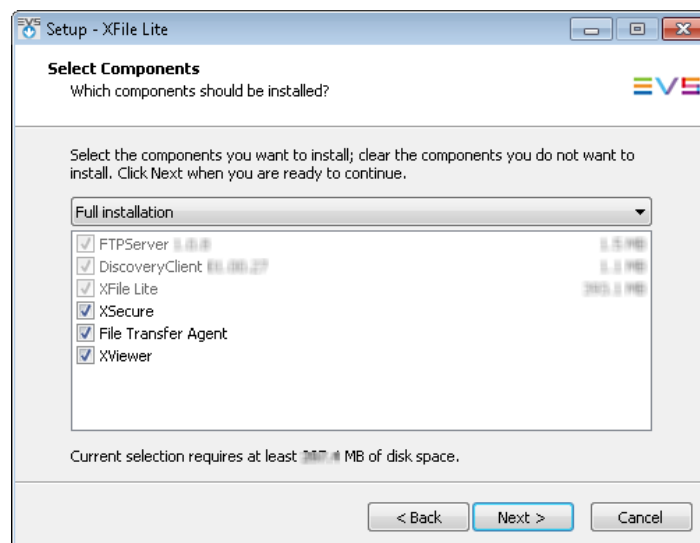 EVS
Setup - XFile Lite
Select Components
Which components should be installed?
EVS
Select the components you want to install; clear the components you do not want to
install. Click Next when you are ready to continue.
Full installation
FTPServer
DiscoveryClient
XFile Lite
XSecure
File Transfer Agent
XViewer
Current selection requires at least MB of disk space.
< Back Next > Cancel